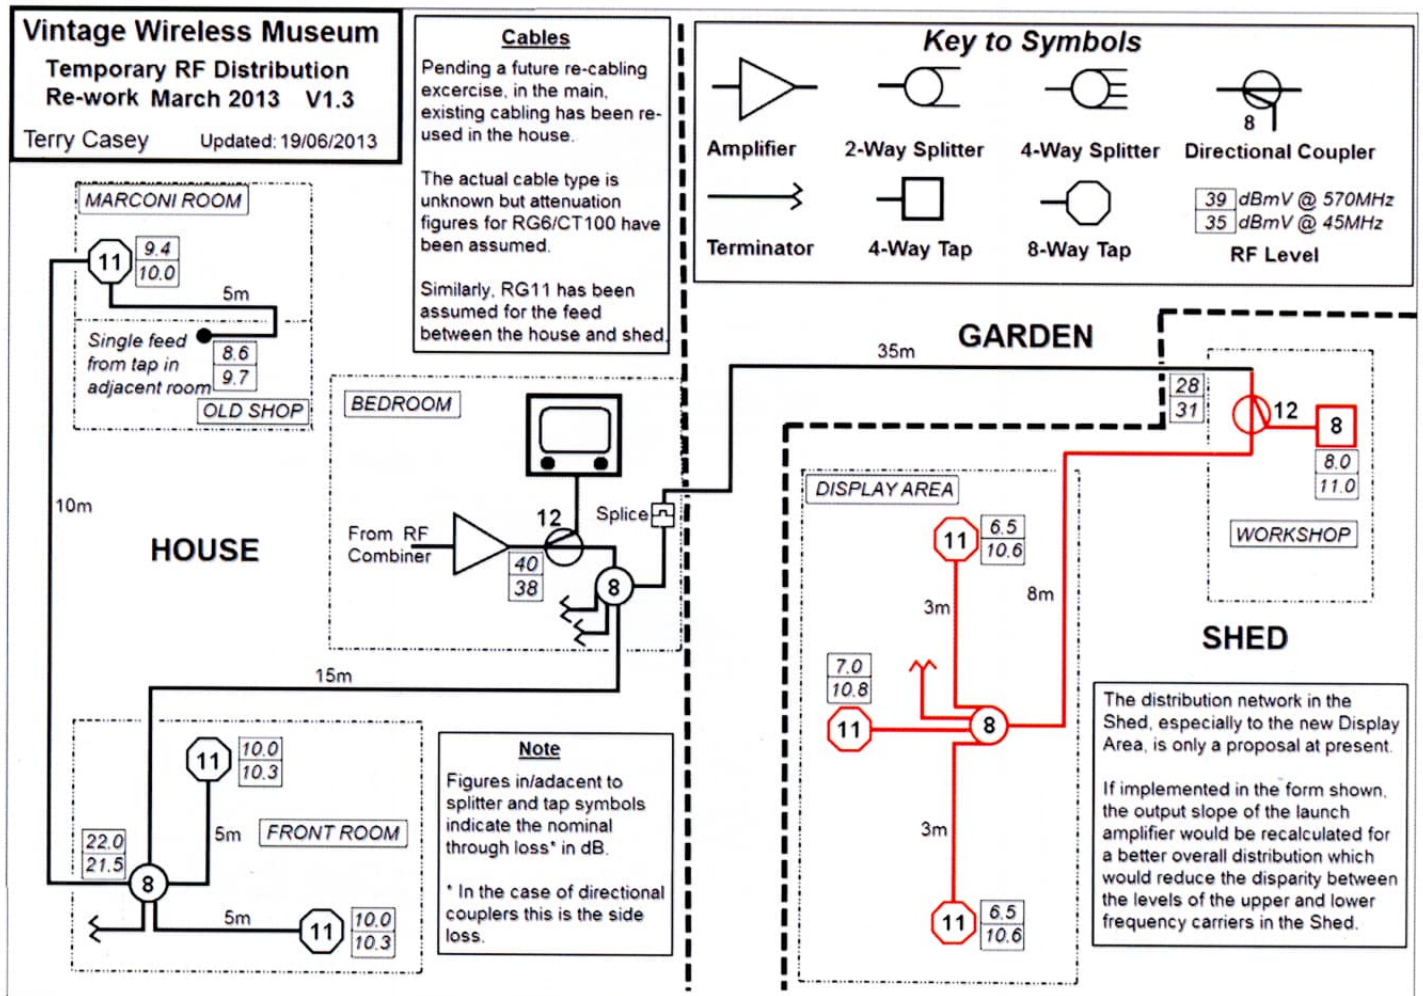 Vintage Wireless Museum
Temporary RF Distribution
Re-work March 2013 V1.3
Terry Casey Updated: 19/06/2013
Cables
Pending a future re-cabling
excercise, in the main,
existing cabling has been re-
used in the house.
The actual cable type is
unknown but attenuation
figures for RG6/CT100 have
been assumed.
Similarly, RG11 has been
assumed for the feed
between the house and shed.
Key to Symbols
8
Amplifier 2-Way Splitter 4-Way Splitter Directional Coupler
39 dBmV @ 570MHz
35 dBmV @ 45MHz
Terminator 4-Way Tap 8-Way Tap RF Level
MARCONI ROOM
11
9.4
10.0
5m
Single feed
from tap in
adjacent room
8.6
9.7
OLD SHOP
10m
HOUSE
BEDROOM
From RF
Combiner
12
40
38
8
Splice
15m
FRONT ROOM
11
10.0
10.3
5m
22.0
21.5
8
5m
11
10.0
10.3
Note
Figures in/adacent to
splitter and tap symbols
indicate the nominal
through loss* in dB.
* In the case of directional
couplers this is the side
loss.
GARDEN
35m
28
31
12
8
8.0
11.0
WORKSHOP
SHED
DISPLAY AREA
11
6.5
10.6
3m
8m
7.0
10.8
11
8
3m
11
6.5
10.6
The distribution network in the
Shed, especially to the new Display
Area, is only a proposal at present.
If implemented in the form shown,
the output slope of the launch
amplifier would be recalculated for
a better overall distribution which
would reduce the disparity between
the levels of the upper and lower
frequency carriers in the Shed.